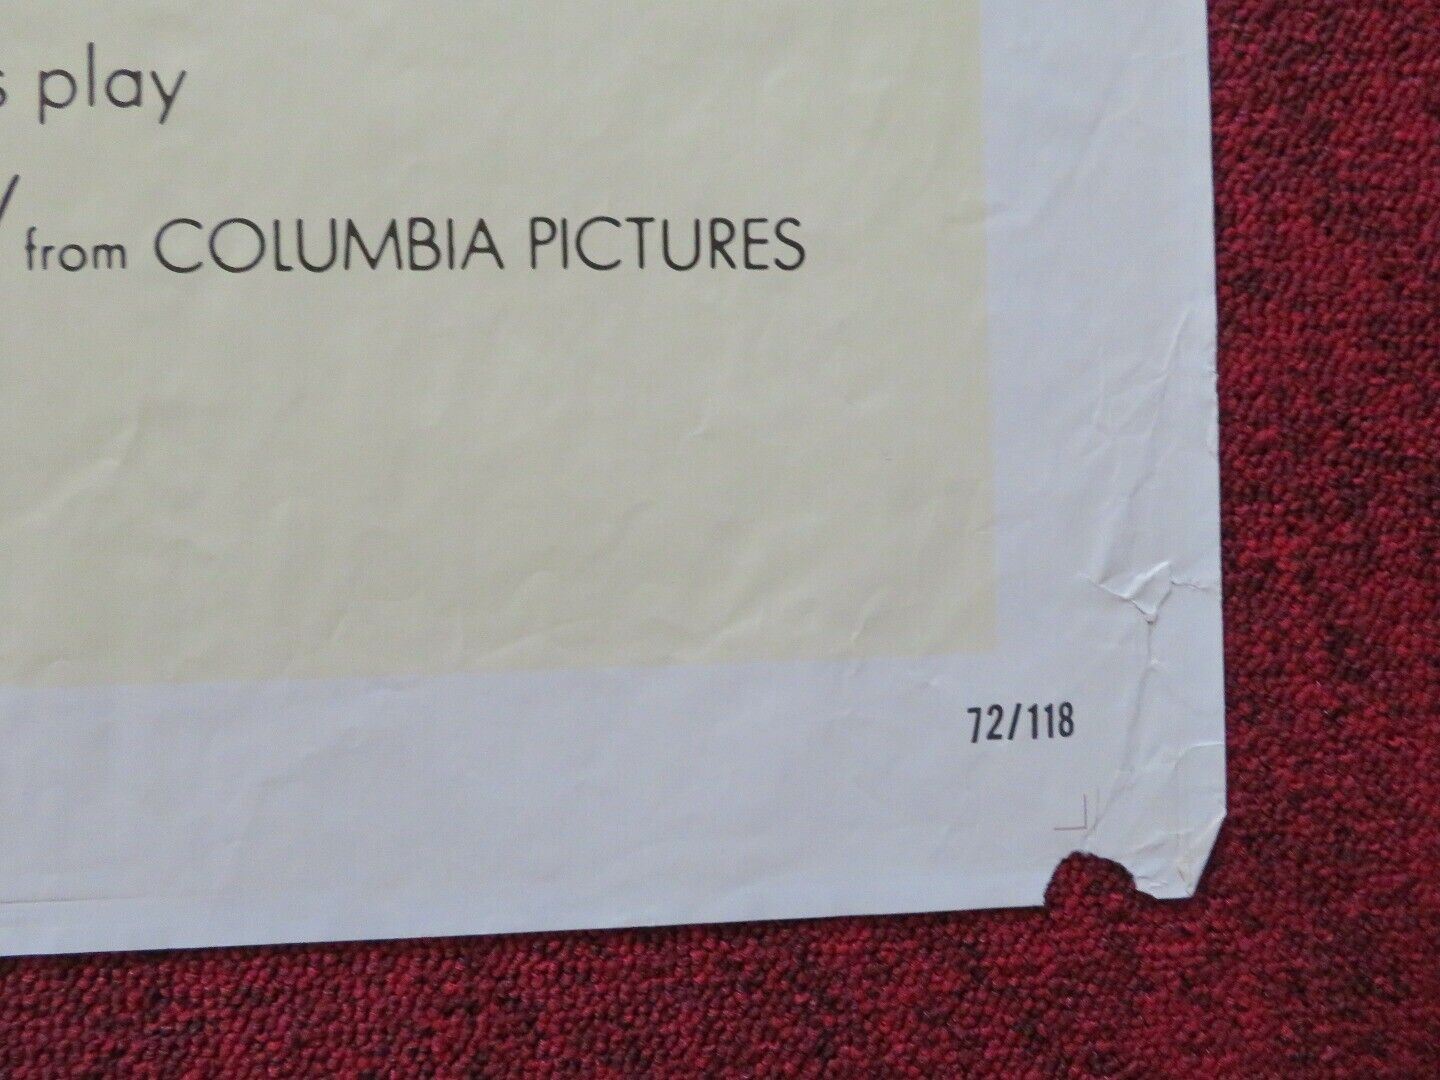 play
from COLUMBIA PICTURES
72/118